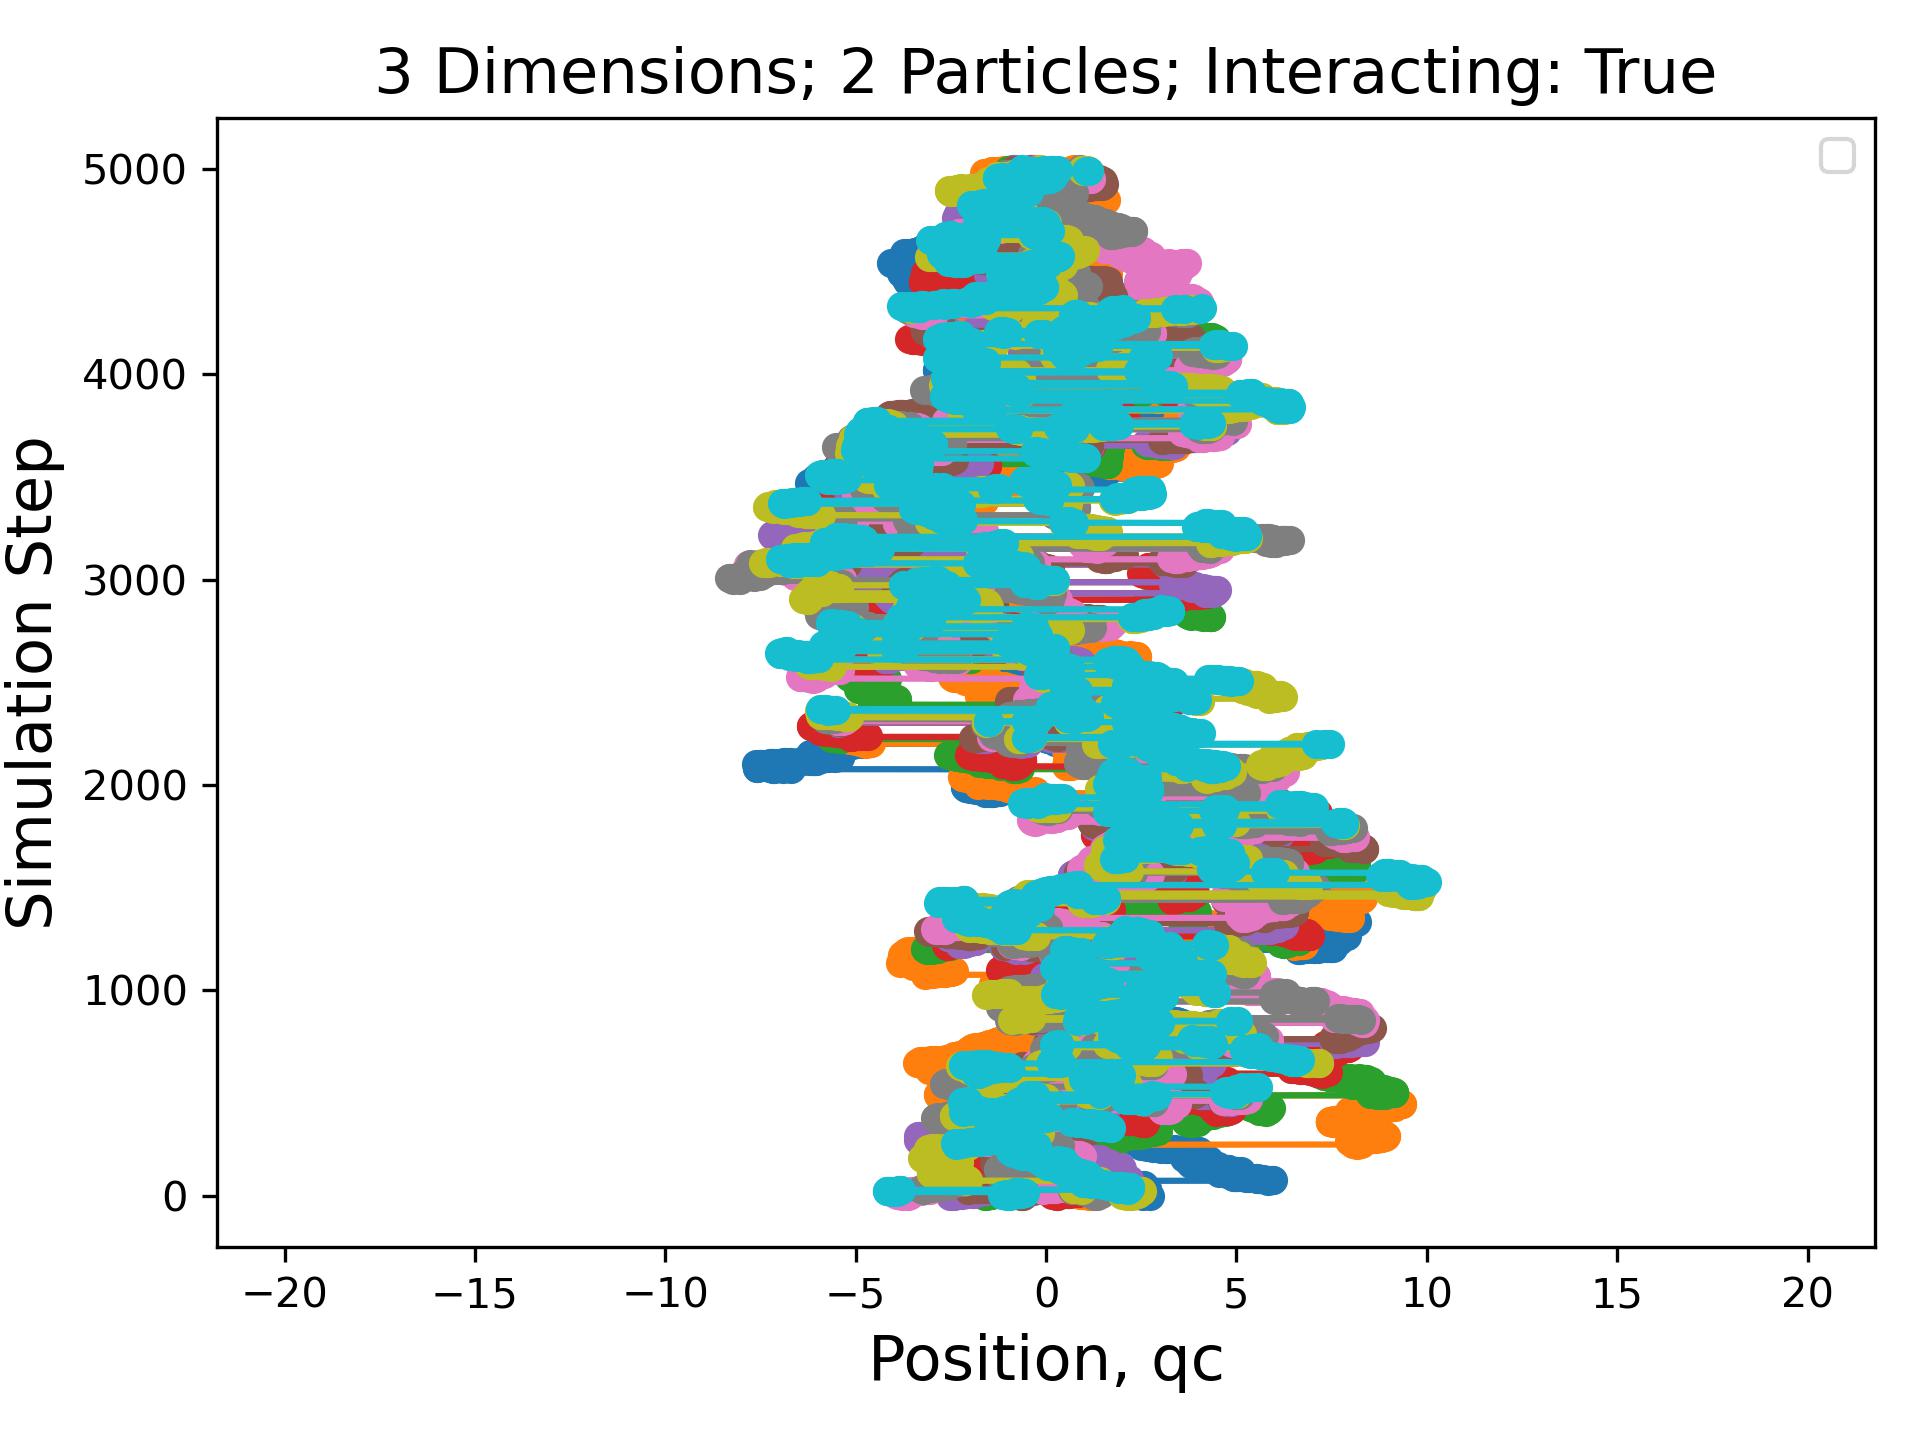 3 Dimensions; 2 Particles; Interacting: True
Simulation Step
5000
4000
3000
2000
1000
0
−20 −15 −10 −5 0 5 10 15 20
Position, qc